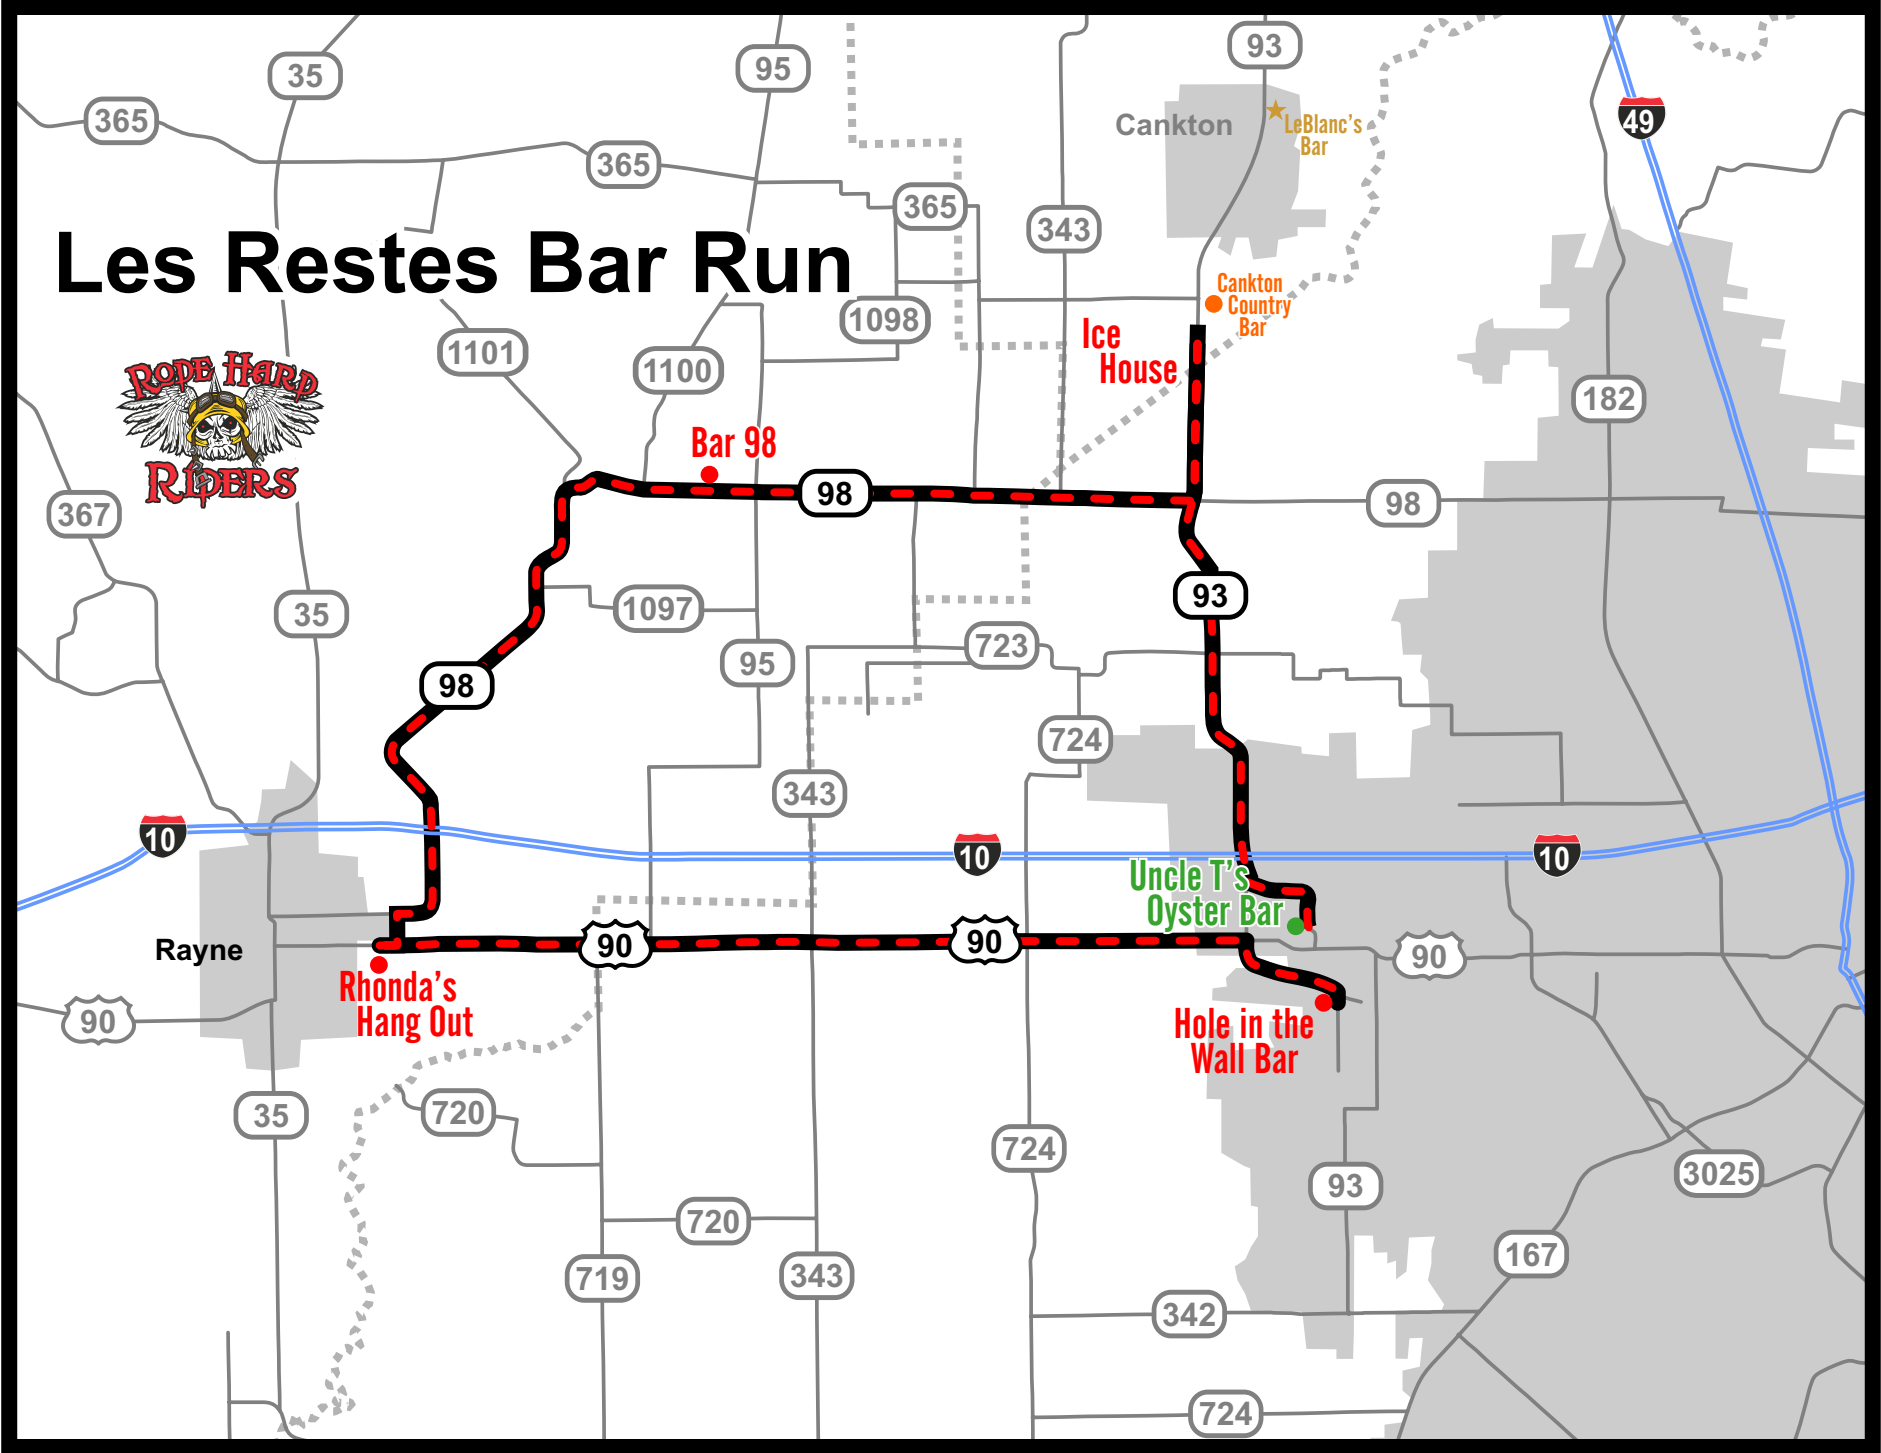 93
35
95
49
365
LeBlanc's
Bar
Cankton
365
365
343
Les Restes Bar Run
Cankton
Country
Bar
1098
Ice
House
1101
1100
RODE HARD
RIDERS
182
Bar 98
98
98
367
93
35
1097
723
95
98
724
343
10
10
10
Uncle T's
Oyster Bar
90
90
90
Rayne
Rhonda's
Hang Out
90
Hole in the
Wall Bar
35
720
724
3025
93
720
167
719
343
342
724